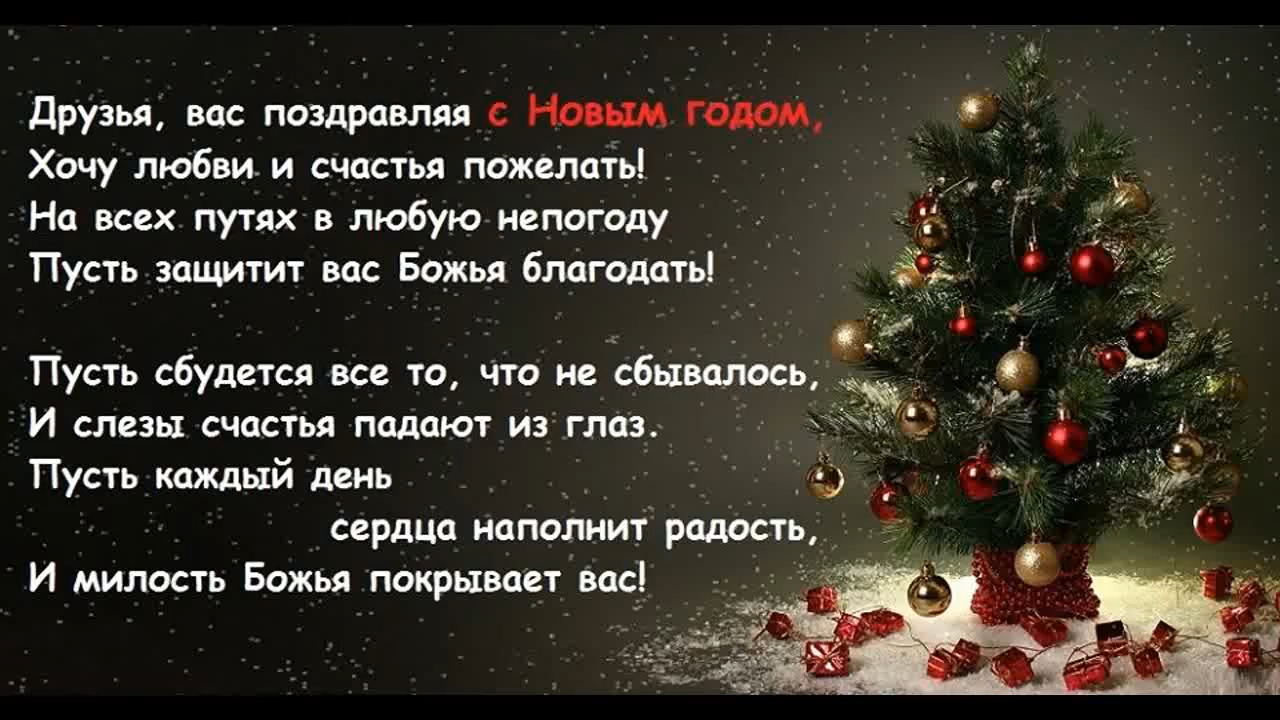 Друзья, вас поздравляя с Новым годом,
Хочу любви и счастья пожелать!
На всех путях в любую непогоду
Пусть защитит вас Божья благодать!
Пусть сбудется все то, что не сбывалось,
И слезы счастья падают из глаз.
Пусть каждый день
сердца наполнит радость,
И милость Божья покрывает вас!